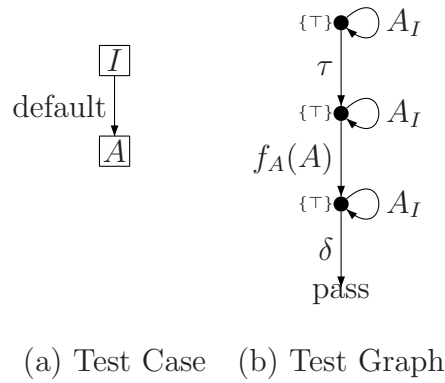 I
default
A
{⊤}
A_I
τ
{⊤}
A_I
f_A(A)
{⊤}
A_I
δ
pass
(a) Test Case
(b) Test Graph